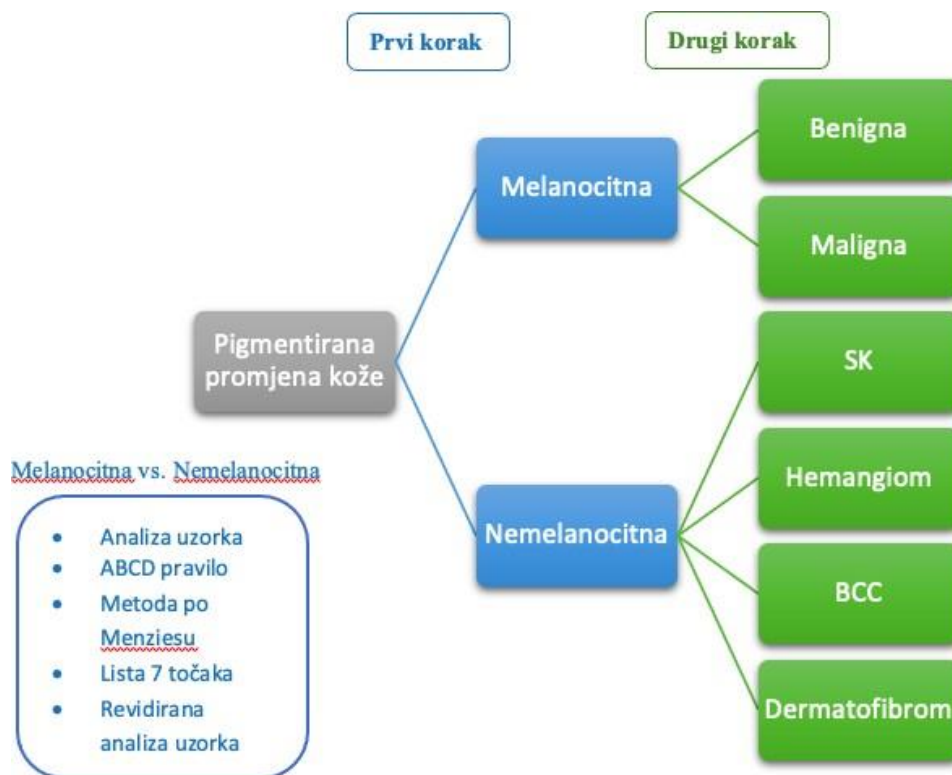 Prvi korak
Drugi korak
Benigna
Melanocitna
Maligna
Pigmentirana
promjena kože
SK
Hemangiom
Nemelanocitna
BCC
Dermatofibrom
Melanocitna vs. Nemelanocitna
• Analiza uzorka
• ABCD pravilo
• Metoda po
Menziesu
• Lista 7 točaka
• Revidirana
analiza uzorka